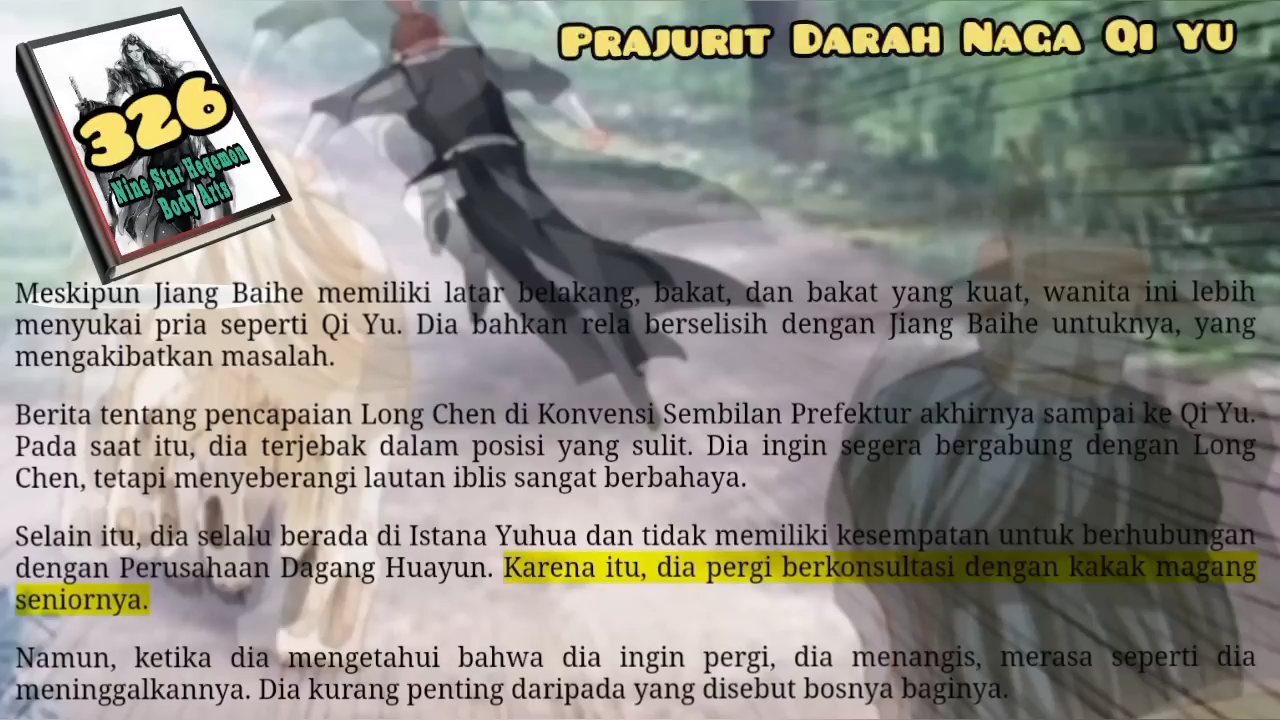 Prajurit Darah Naga Qi yu
326
Nine Star Hegemon
Body Arts
Meskipun Jiang Baihe memiliki latar belakang, bakat, dan bakat yang kuat, wanita ini lebih
menyukai pria seperti Qi Yu. Dia bahkan rela berselisih dengan Jiang Baihe untuknya, yang
mengakibatkan masalah.
Berita tentang pencapaian Long Chen di Konvensi Sembilan Prefektur akhirnya sampai ke Qi Yu.
Pada saat itu, dia terjebak dalam posisi yang sulit. Dia ingin segera bergabung dengan Long
Chen, tetapi menyeberangi lautan iblis sangat berbahaya.
Selain itu, dia selalu berada di Istana Yuhua dan tidak memiliki kesempatan untuk berhubungan
dengan Perusahaan Dagang Huayun. Karena itu, dia pergi berkonsultasi dengan kakak magang
seniornya.
Namun, ketika dia mengetahui bahwa dia ingin pergi, dia menangis, merasa seperti dia
meninggalkannya. Dia kurang penting daripada yang disebut bosnya baginya.